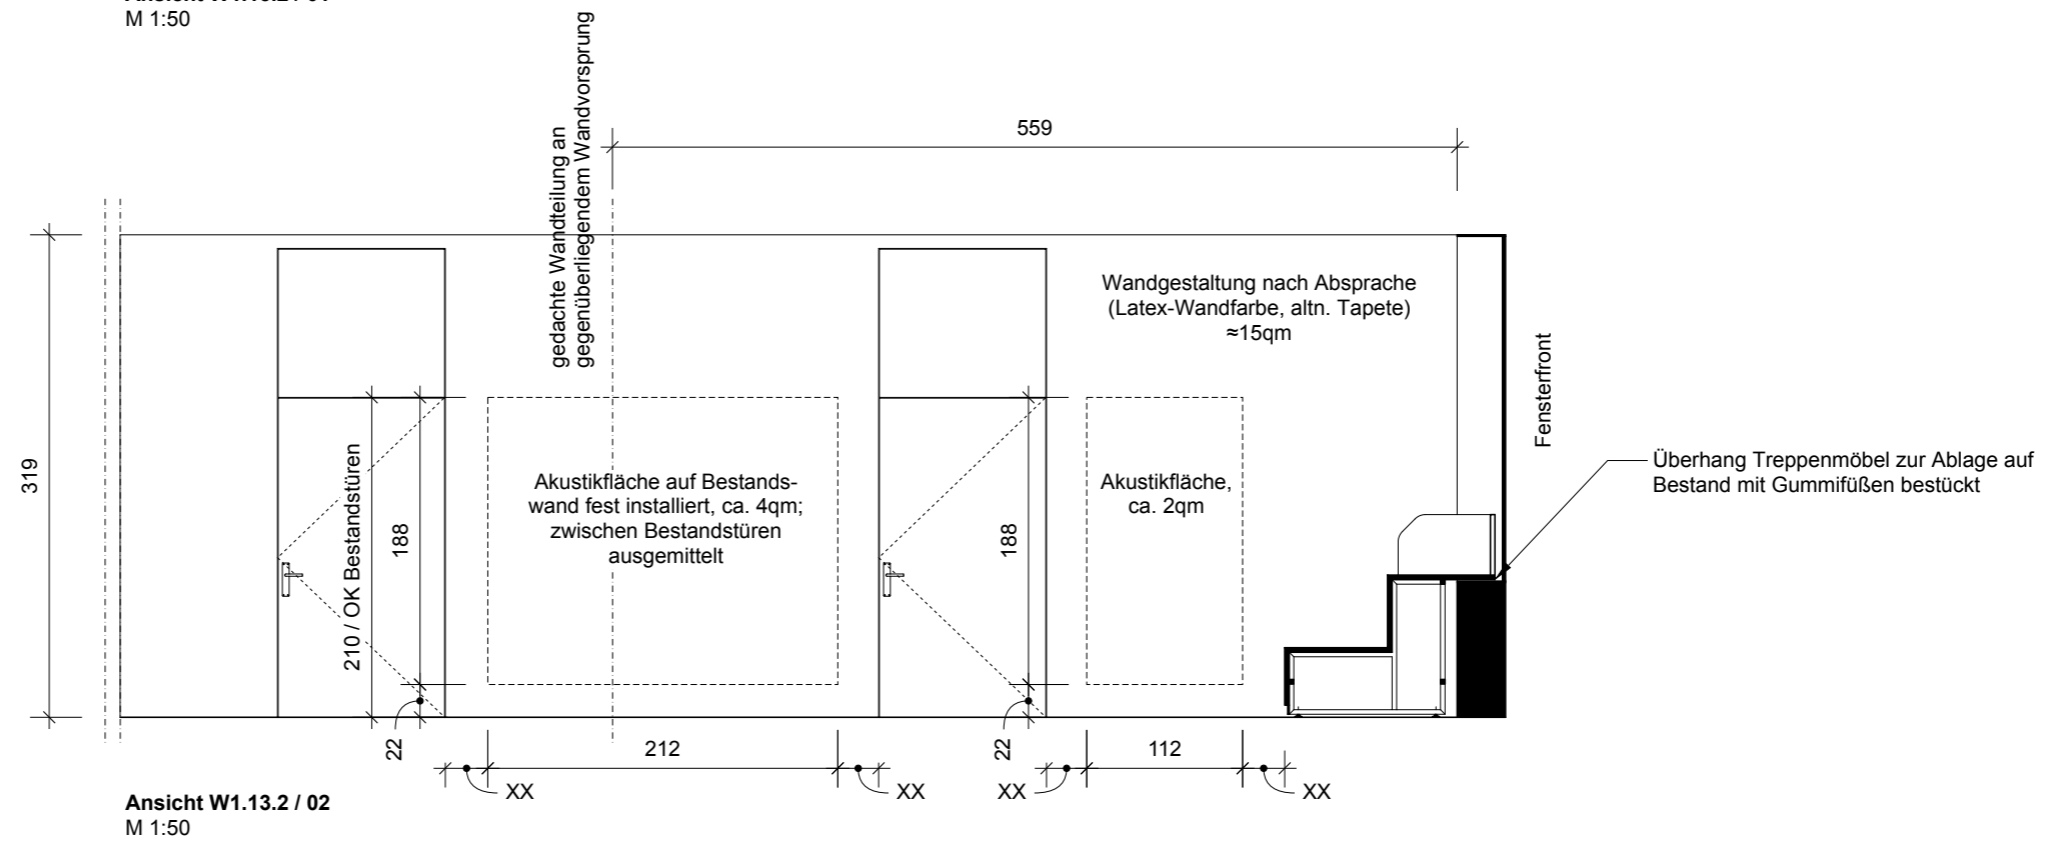 M 1:50
gedachte Wandteilung an
gegenüberliegendem Wandvorsprung
559
Wandgestaltung nach Absprache
(Latex-Wandfarbe, altn. Tapete)
≈15qm
Fensterfront
319
210 / OK Bestandstüren
188
Akustikfläche auf Bestands-
wand fest installiert, ca. 4qm;
zwischen Bestandstüren
ausgemittelt
188
Akustikfläche,
ca. 2qm
Überhang Treppenmöbel zur Ablage auf
Bestand mit Gummifüßen bestückt
22
212
22
112
XX
XX
XX
XX
Ansicht W1.13.2 / 02
M 1:50